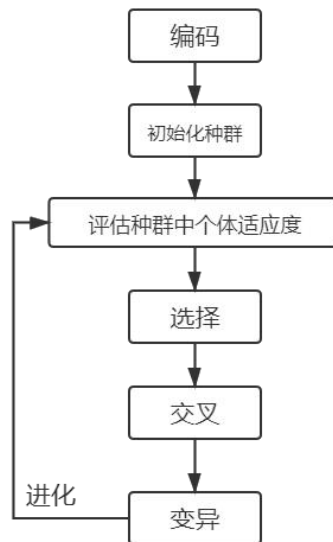 编码
初始化种群
评估种群中个体适应度
选择
交叉
进化
变异